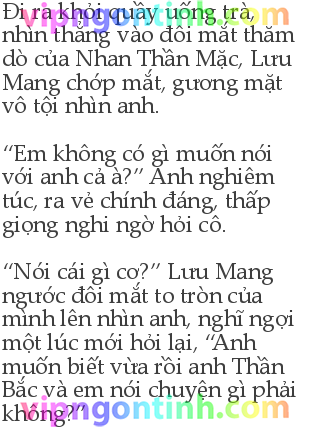 Đi ra khỏi quầy uống trà,
nhìn thẳng vào đôi mắt thăm
dò của Nhan Thần Mặc, Lưu
Mang chớp mắt, gương mặt
vô tội nhìn anh.
“Em không có gì muốn nói
với anh cả à?” Anh nghiêm
túc, ra vẻ chính đáng, thấp
giọng nghi ngờ hỏi cô.
“Nói cái gì cơ?” Lưu Mang
ngước đôi mắt to tròn của
mình lên nhìn anh, nghĩ ngợi
một lúc mới hỏi lại, “Anh
muốn biết vừa rồi anh Thần
Bắc và em nói chuyện gì phải
không?”
vipngontinh.com
vipngontinh.com